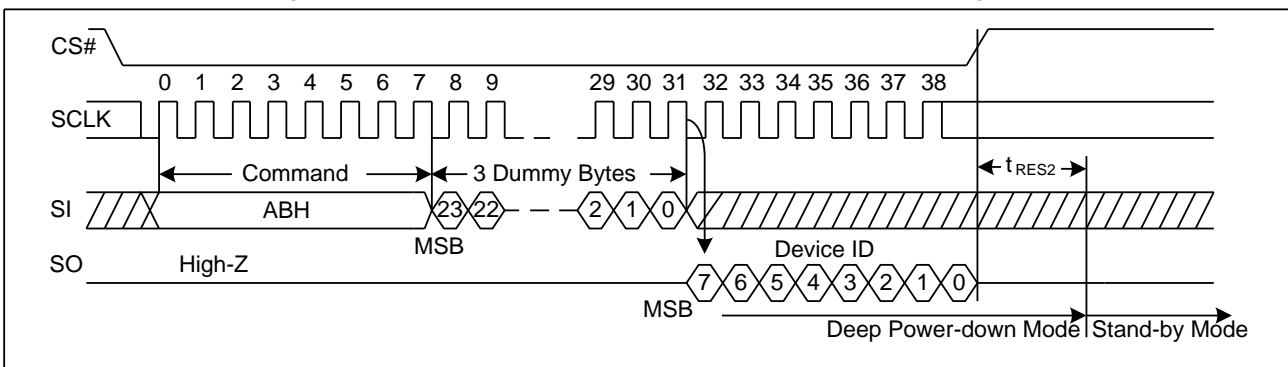 CS#
0 1 2 3 4 5 6 7 8 9 29 30 31 32 33 34 35 36 37 38
SCLK
Command 3 Dummy Bytes tRES2
SI ABH 23 22 2 1 0
MSB
SO High-Z Device ID
7 6 5 4 3 2 1 0
MSB
Deep Power-down Mode Stand-by Mode